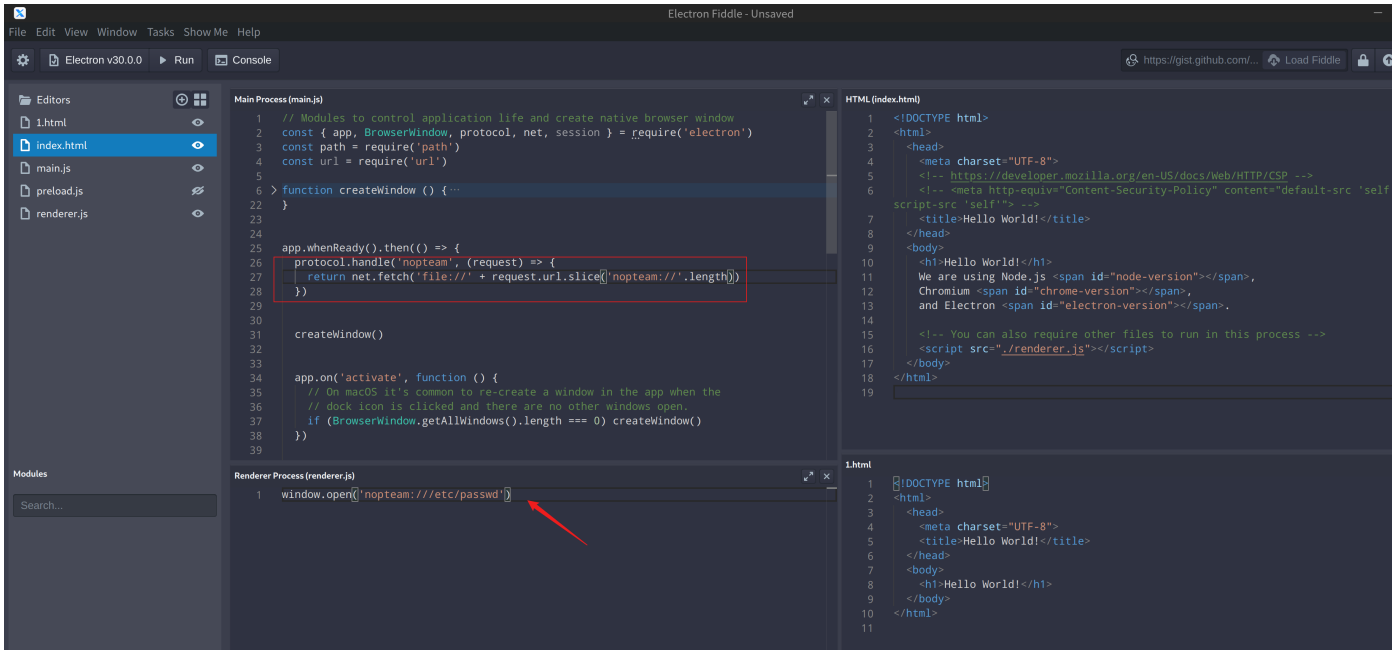 Electron Fiddle - Unsaved
File Edit View Window Tasks Show Me Help
Electron v30.0.0 Run Console https://gist.github.com/... Load Fiddle
Editors
1.html
index.html
main.js
preload.js
renderer.js
Modules
Search...
Main Process (main.js)
1 // Modules to control application life and create native browser window
2 const { app, BrowserWindow, protocol, net, session } = require('electron')
3 const path = require('path')
4 const url = require('url')
5
6 function createWindow () {···
22 }
23
24
25 app.whenReady().then(() => {
26 protocol.handle('nopteam', (request) => {
27 return net.fetch('file://' + request.url.slice('nopteam://'.length))
28 })
29
30
31 createWindow()
32
33
34 app.on('activate', function () {
35 // On macOS it's common to re-create a window in the app when the
36 // dock icon is clicked and there are no other windows open.
37 if (BrowserWindow.getAllWindows().length === 0) createWindow()
38 })
39
Renderer Process (renderer.js)
1 window.open('nopteam:///etc/passwd')
HTML (index.html)
1 <!DOCTYPE html>
2 <html>
3 <head>
4 <meta charset="UTF-8">
5 <!-- https://developer.mozilla.org/en-US/docs/Web/HTTP/CSP -->
6 <!-- <meta http-equiv="Content-Security-Policy" content="default-src 'self
script-src 'self'"> -->
7 <title>Hello World!</title>
8 </head>
9 <body>
10 <h1>Hello World!</h1>
11 We are using Node.js <span id="node-version"></span>,
12 Chromium <span id="chrome-version"></span>,
13 and Electron <span id="electron-version"></span>.
14
15 <!-- You can also require other files to run in this process -->
16 <script src="./renderer.js"></script>
17 </body>
18 </html>
19
1.html
1 <!DOCTYPE html>
2 <html>
3 <head>
4 <meta charset="UTF-8">
5 <title>Hello World!</title>
6 </head>
7 <body>
8 <h1>Hello World!</h1>
9 </body>
10 </html>
11